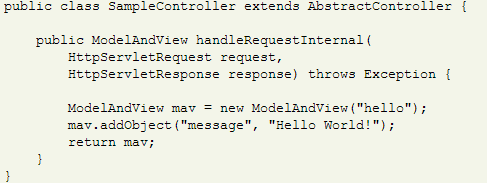 public class SampleController extends AbstractController {
public ModelAndView handleRequestInternal(
HttpServletRequest request,
HttpServletResponse response) throws Exception {
ModelAndView mav = new ModelAndView("hello");
mav.addObject("message", "Hello World!");
return mav;
}
}